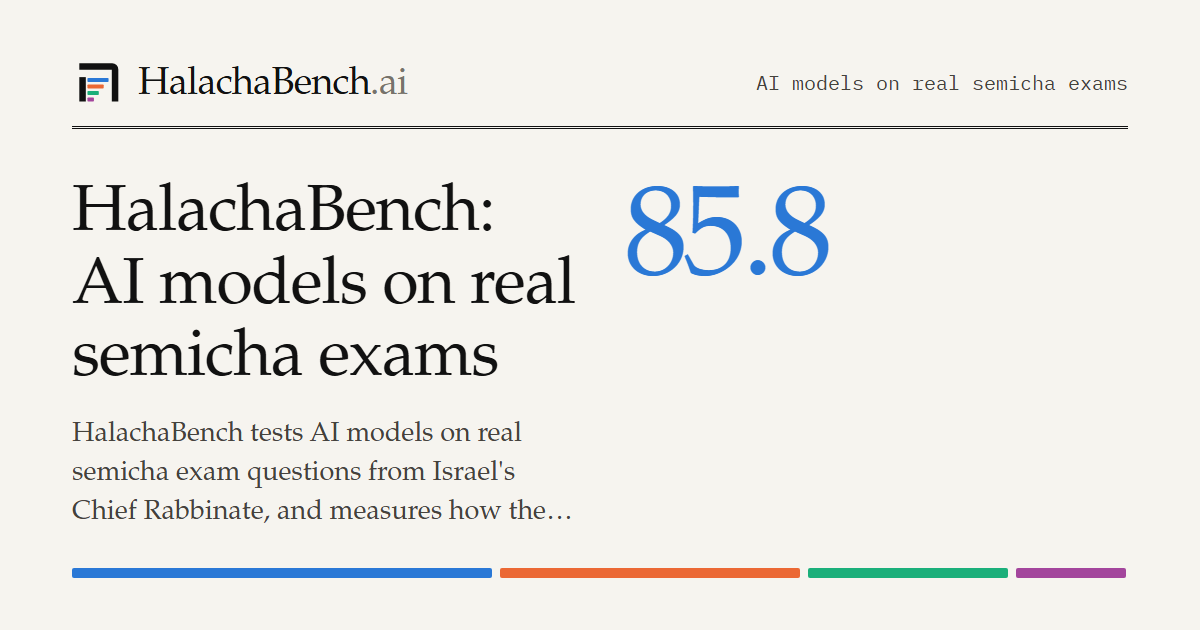 HalachaBench.ai
AI models on real semicha exams
HalachaBench:
AI models on real
semicha exams
85.8
HalachaBench tests AI models on real
semicha exam questions from Israel's
Chief Rabbinate, and measures how the…